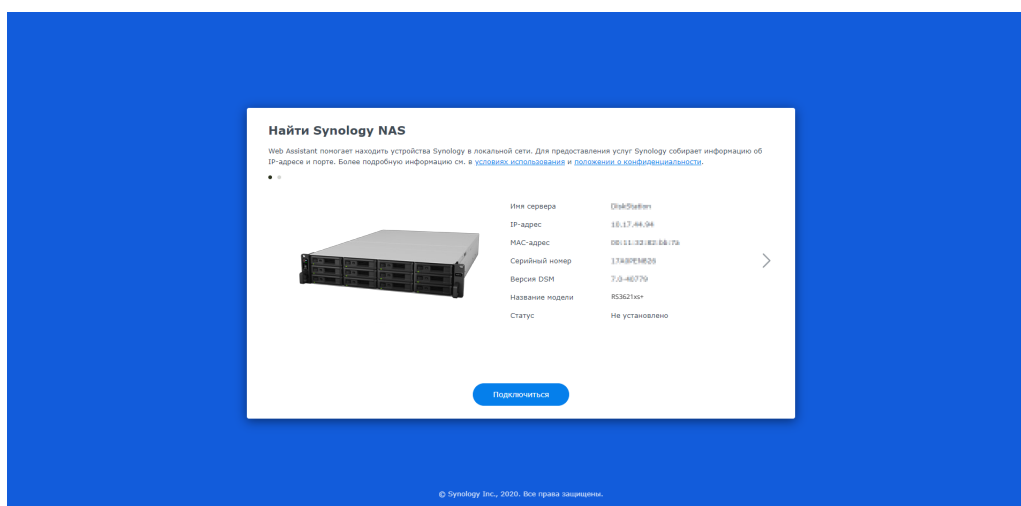 Найти Synology NAS
Web Assistant помогает находить устройства Synology в локальной сети. Для предоставления услуг Synology собирает информацию об
IP-адресе и порте. Более подробную информацию см. в условиях использования и положении о конфиденциальности.
Имя сервера DiskStation
IP-адрес
MAC-адрес
Серийный номер
Версия DSM
Название модели RS3621xs+
Статус Не установлено
Подключиться
© Synology Inc., 2020. Все права защищены.